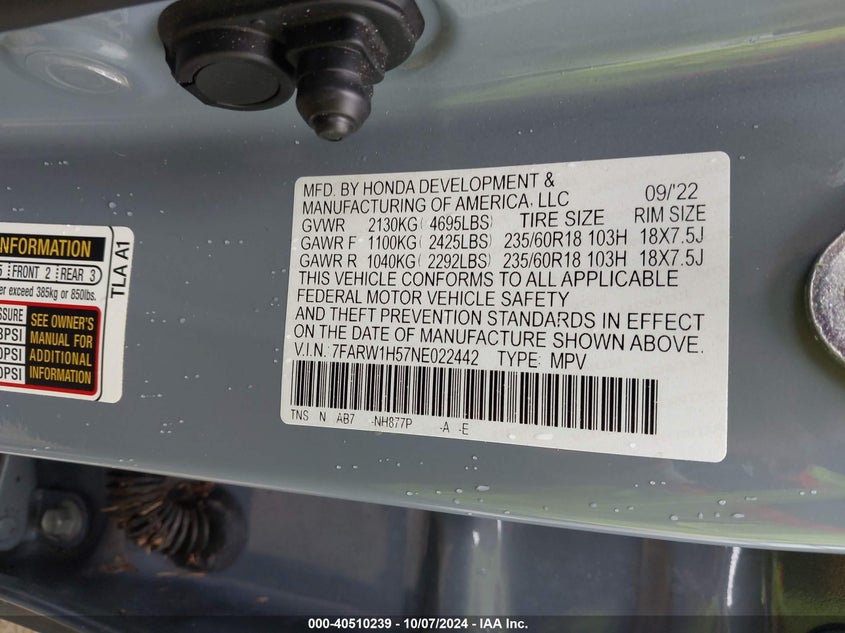 MFD. BY HONDA DEVELOPMENT &
MANUFACTURING OF AMERICA, LLC 09/'22
GVWR 2130KG( 4695LBS) TIRE SIZE RIM SIZE
GAWR F 1100KG( 2425LBS) 235/60R18 103H 18X7.5J
GAWR R 1040KG( 2292LBS) 235/60R18 103H 18X7.5J
THIS VEHICLE CONFORMS TO ALL APPLICABLE
FEDERAL MOTOR VEHICLE SAFETY
AND THEFT PREVENTION STANDARDS IN EFFECT
ON THE DATE OF MANUFACTURE SHOWN ABOVE.
V.I.N.: 7FARW1H57NE022442 TYPE: MPV
TNS N AB7 -NH877P -A -E
INFORMATION
5 FRONT 2 REAR 3
exceed 385kg or 850lbs.
SEE OWNER'S
MANUAL FOR
ADDITIONAL
INFORMATION
TLA A1
000-40510239 - 10/07/2024 - IAA Inc.